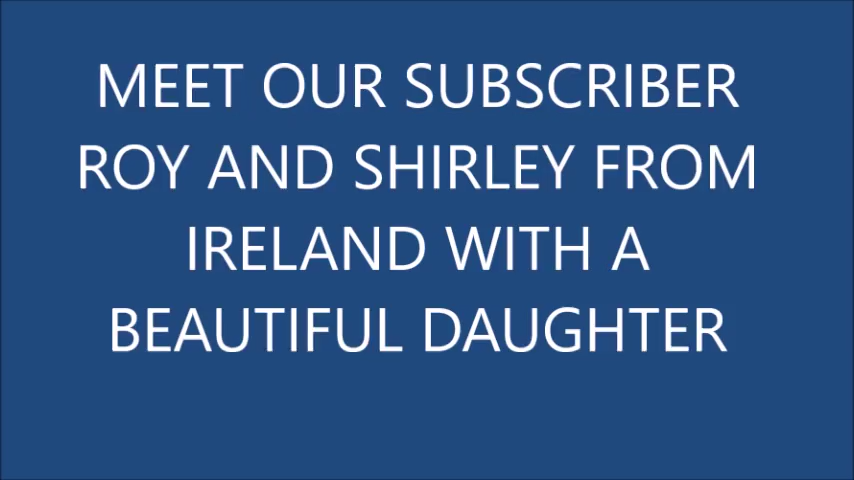 MEET OUR SUBSCRIBER
ROY AND SHIRLEY FROM
IRELAND WITH A
BEAUTIFUL DAUGHTER